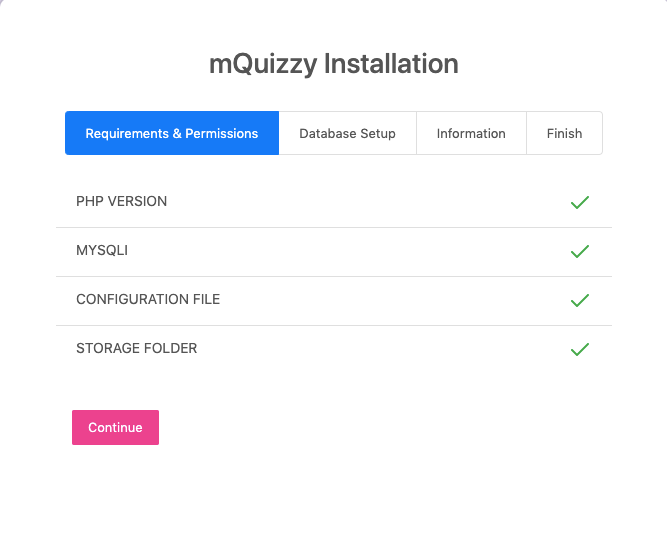 mQuizzy Installation
Requirements & Permissions Database Setup Information Finish
PHP VERSION
MYSQLI
CONFIGURATION FILE
STORAGE FOLDER
Continue